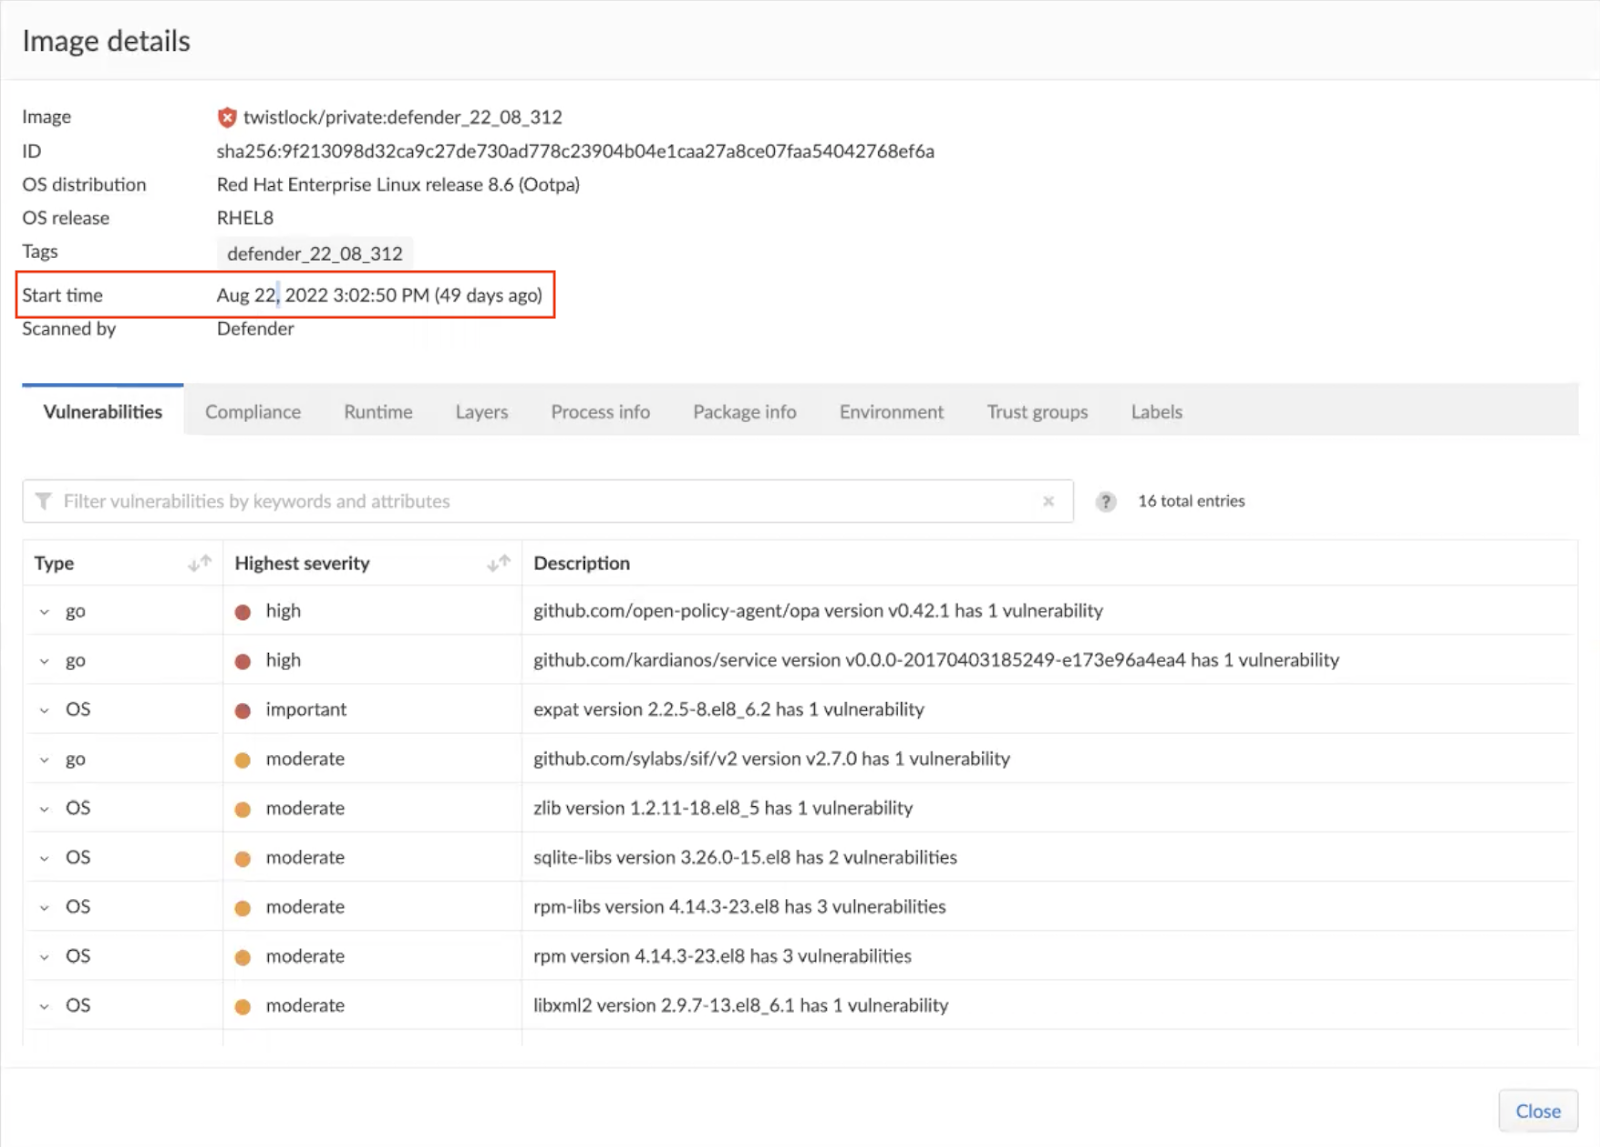 Image details
Image twistlock/private:defender_22_08_312
ID sha256:9f213098d32ca9c27de730ad778c23904b04e1caa27a8ce07faa54042768ef6a
OS distribution Red Hat Enterprise Linux release 8.6 (Ootpa)
OS release RHEL8
Tags defender_22_08_312
Start time Aug 22, 2022 3:02:50 PM (49 days ago)
Scanned by Defender
Vulnerabilities Compliance Runtime Layers Process info Package info Environment Trust groups Labels
Filter vulnerabilities by keywords and attributes × ? 16 total entries
Type Highest severity Description
go high github.com/open-policy-agent/opa version v0.42.1 has 1 vulnerability
go high github.com/kardianos/service version v0.0.0-20170403185249-e173e96a4ea4 has 1 vulnerability
OS important expat version 2.2.5-8.el8_6.2 has 1 vulnerability
go moderate github.com/sylabs/sif/v2 version v2.7.0 has 1 vulnerability
OS moderate zlib version 1.2.11-18.el8_5 has 1 vulnerability
OS moderate sqlite-libs version 3.26.0-15.el8 has 2 vulnerabilities
OS moderate rpm-libs version 4.14.3-23.el8 has 3 vulnerabilities
OS moderate rpm version 4.14.3-23.el8 has 3 vulnerabilities
OS moderate libxml2 version 2.9.7-13.el8_6.1 has 1 vulnerability
Close